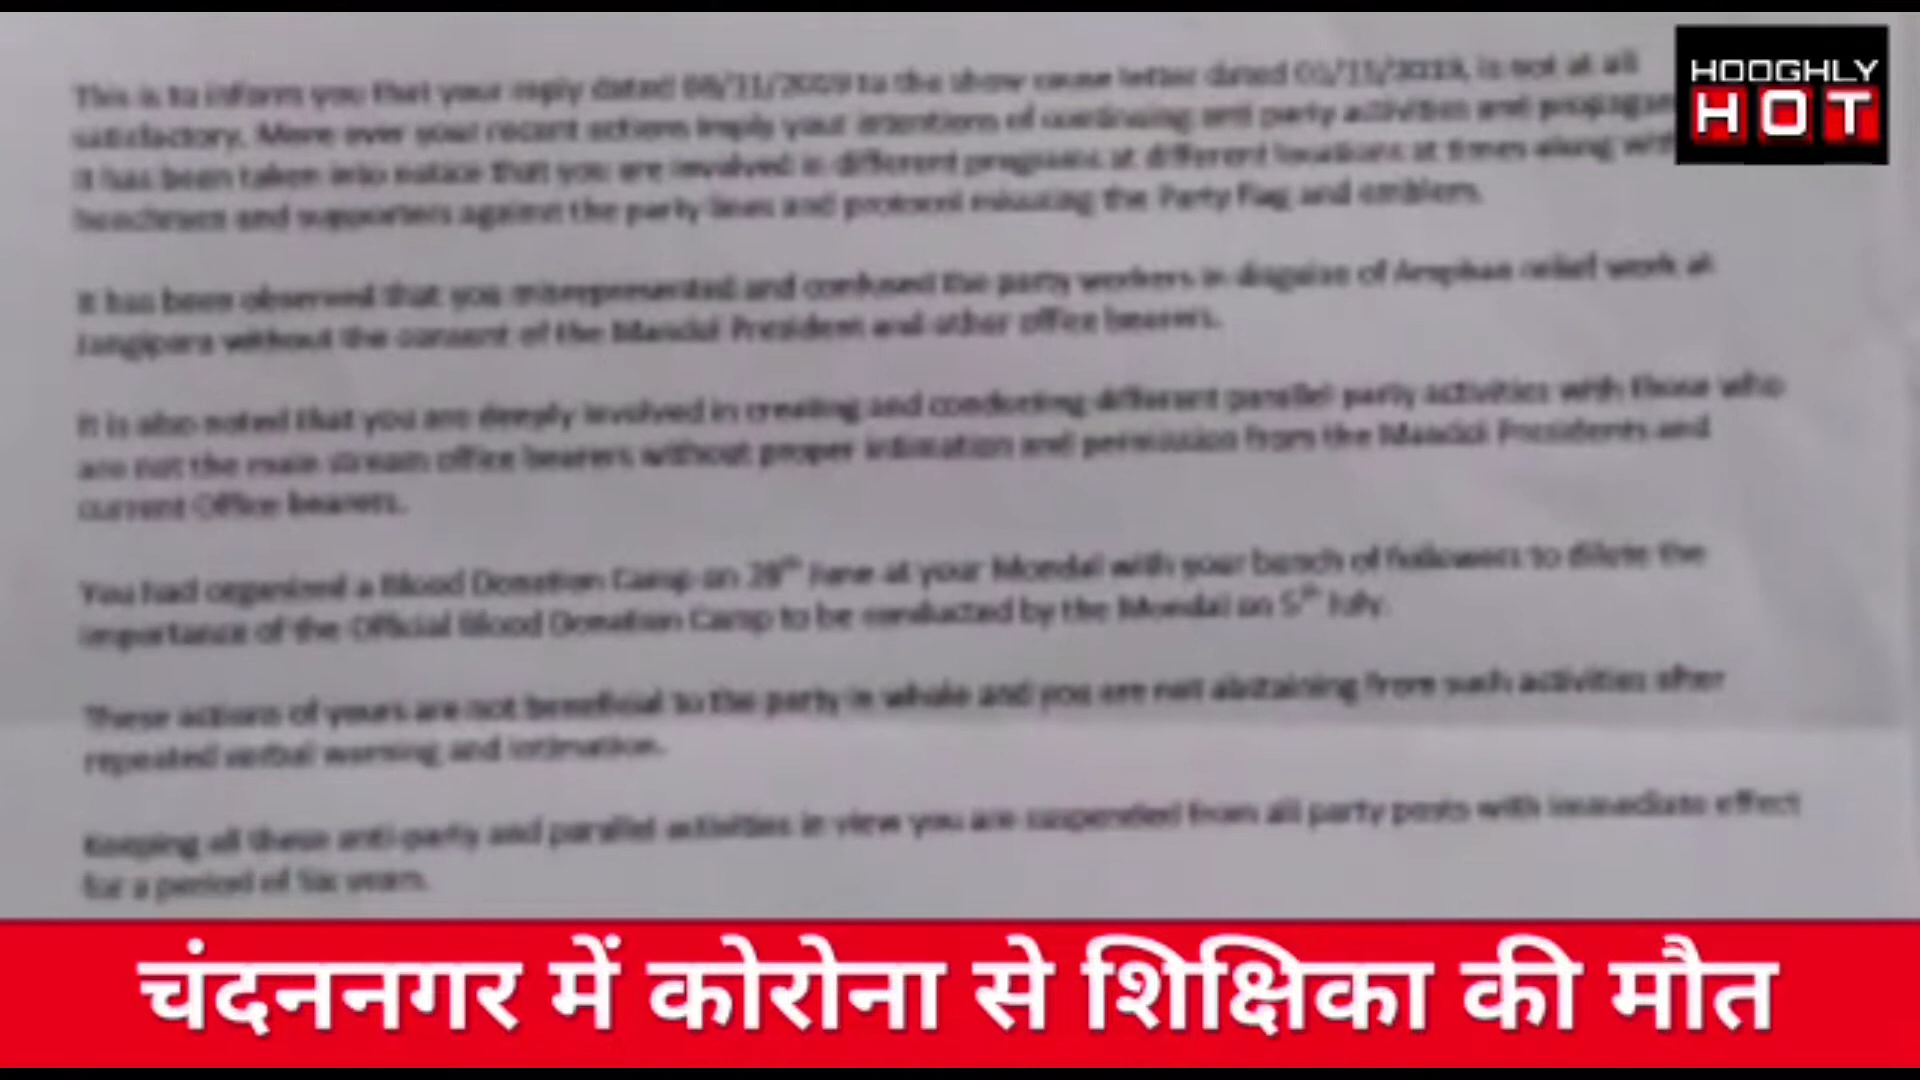 HOOGHLY
HOT
This is to inform you that your reply dated 06/11/2019 to the show cause letter dated is not at all
satisfactory. More over your recent actions imply your intentions of continuing anti party activities and
it has been taken into notice that you are involved in different programs at different locations at times along
henchmen and supporters against the party lines and protocol misusing the Party Flag and emblem.
It has been observed that you misrepresented and confused the party workers in disguise of Amphan relief work at
Jangipara without the consent of the Mandal President and other office bearers.
It is also noted that you are deeply involved in creating and conducting different parallel party activities with those who
are not the main stream office bearers without proper intimation and permission from the Mandal Presidents and
current Office bearers.
You had organized a Blood Donation Camp on 28th June at your Mondal with your bunch of followers to dilute the
importance of the Official Blood Donation Camp to be conducted by the Mondal on 5th July.
These actions of yours are not beneficial to the party in whole and you are not abstaining from such activities after
repeated verbal warning and intimation.
Keeping all these anti-party and parallel activities in view you are suspended from all party posts with immediate effect
for a period of Six years.
चंदननगर में कोरोना से शिक्षिका की मौत